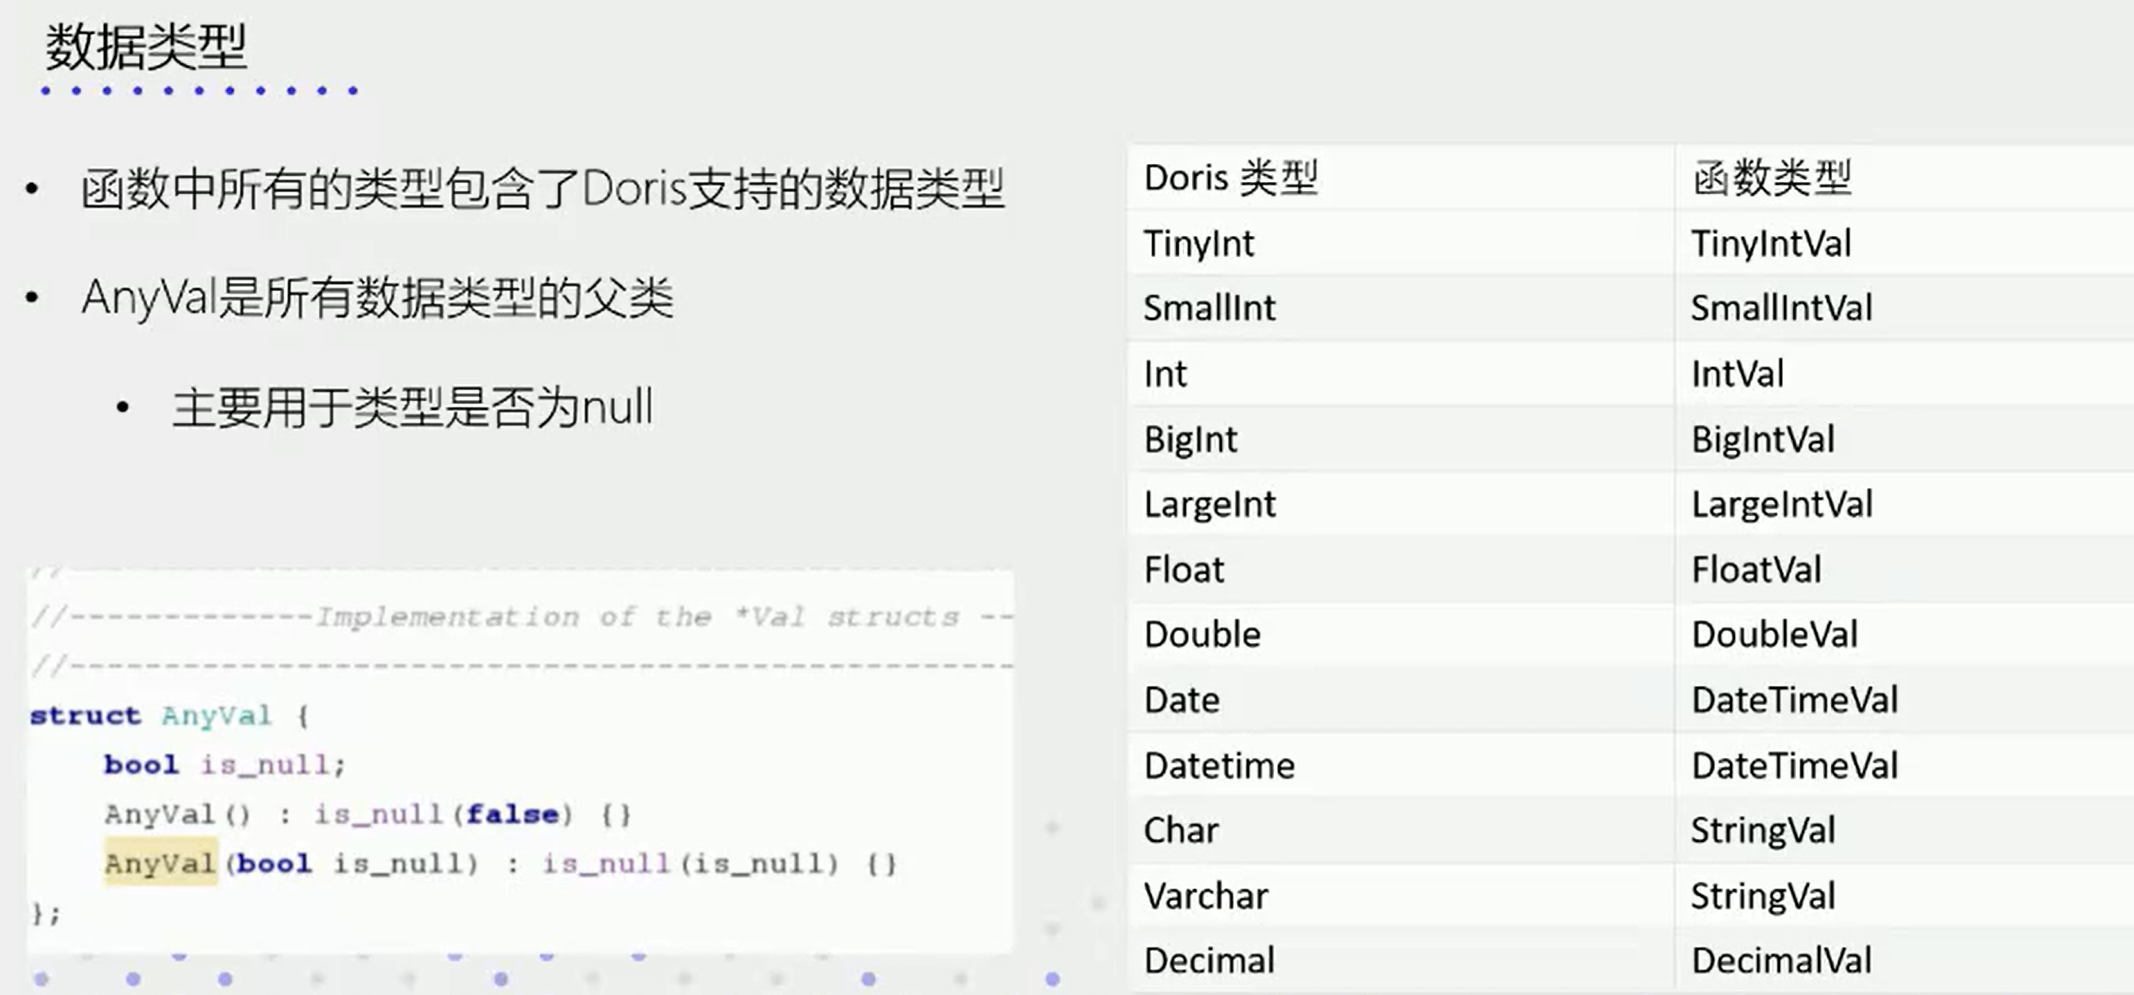 数据类型
• 函数中所有的类型包含了Doris支持的数据类型
• AnyVal是所有数据类型的父类
• 主要用于类型是否为null
//
//-------------Implementation of the *Val structs --
//--------------------------------------------------
struct AnyVal {
bool is_null;
AnyVal() : is_null(false) {}
AnyVal(bool is_null) : is_null(is_null) {}
};
Doris 类型 函数类型
TinyInt TinyIntVal
SmallInt SmallIntVal
Int IntVal
BigInt BigIntVal
LargeInt LargeIntVal
Float FloatVal
Double DoubleVal
Date DateTimeVal
Datetime DateTimeVal
Char StringVal
Varchar StringVal
Decimal DecimalVal